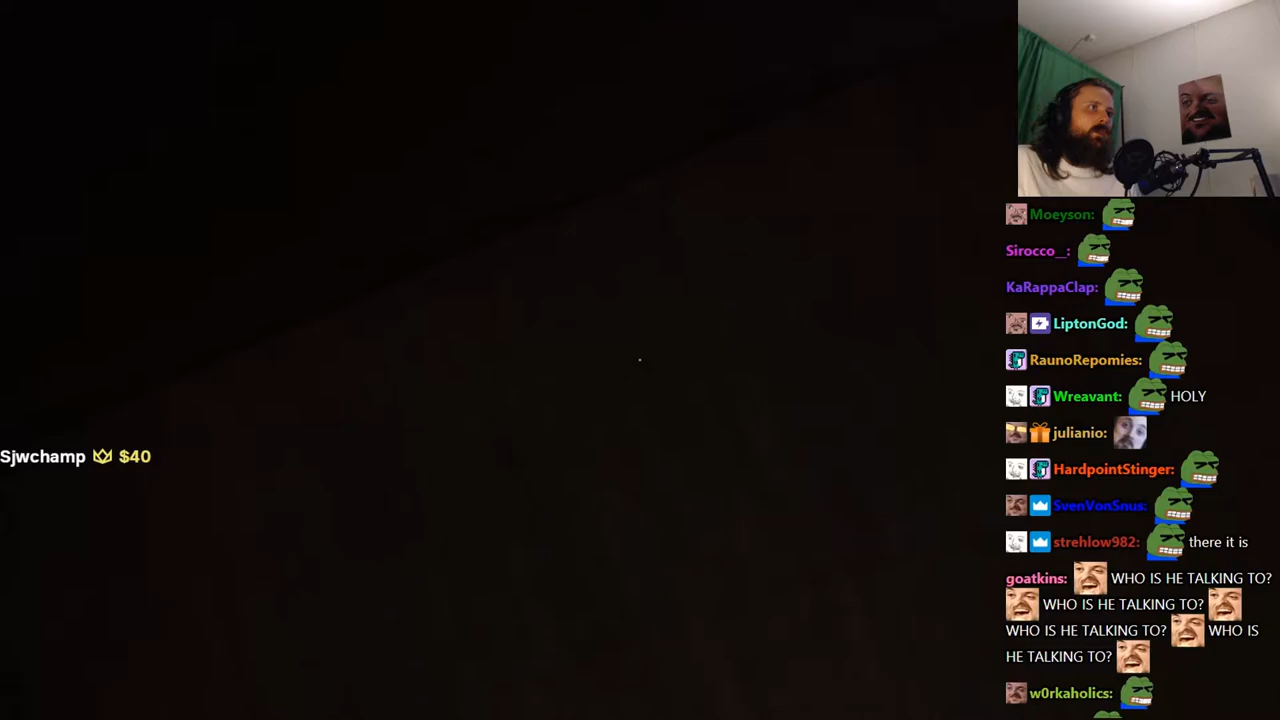 Moeyson:
Sirocco__:
KaRappaClap:
LiptonGod:
RaunoRepomies:
Wreavant: HOLY
julianio:
Sjwchamp $40
HardpointStinger:
SvenVonSnus:
strehlow982: there it is
goatkins: WHO IS HE TALKING TO?
WHO IS HE TALKING TO?
WHO IS HE TALKING TO? WHO IS
HE TALKING TO?
w0rkaholics: